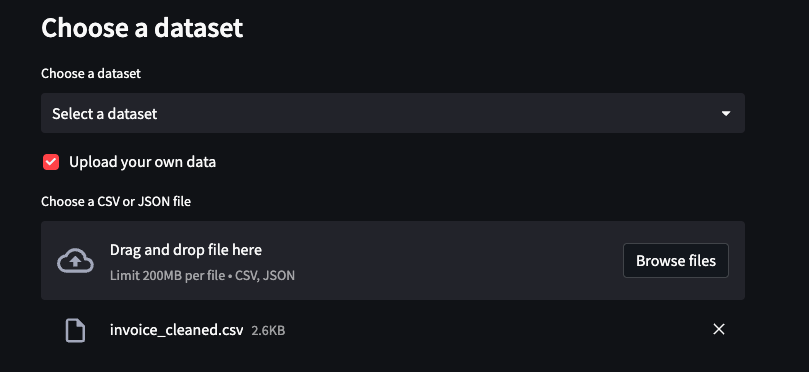 Choose a dataset
Choose a dataset
Select a dataset
Upload your own data
Choose a CSV or JSON file
Drag and drop file here
Limit 200MB per file • CSV, JSON
Browse files
invoice_cleaned.csv 2.6KB